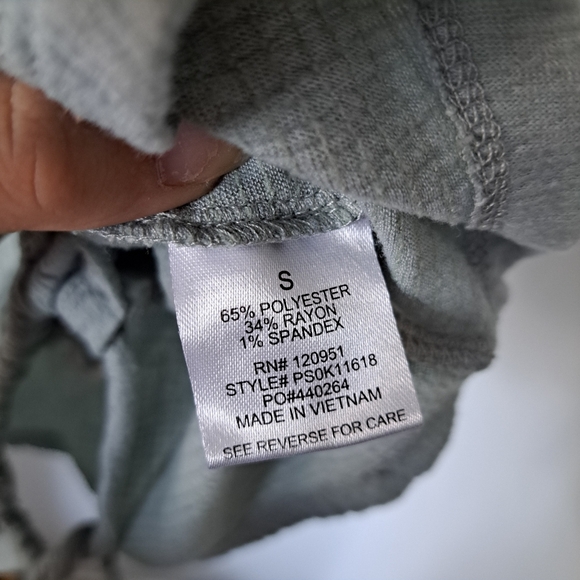 S
65% POLYESTER
34% RAYON
1% SPANDEX
RN# 120951
STYLE# PS0K11618
PO#440264
MADE IN VIETNAM
SEE REVERSE FOR CARE